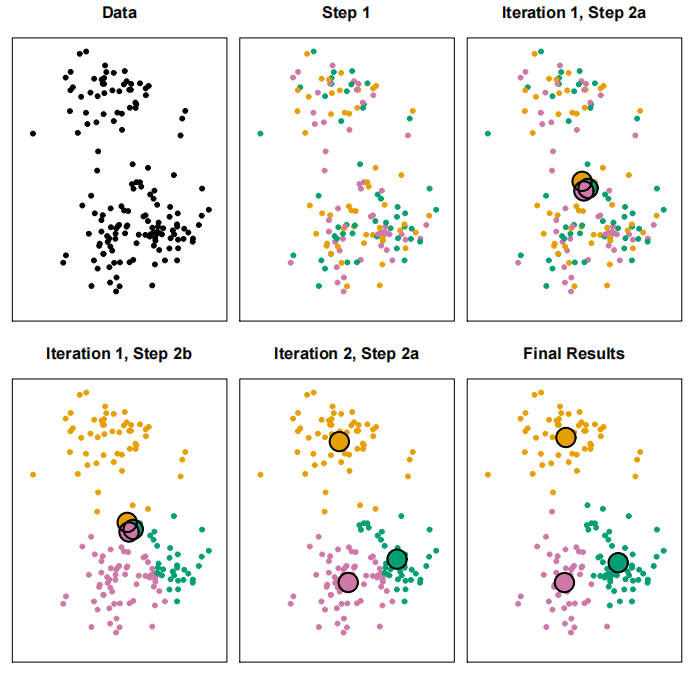 Data
Step 1
Iteration 1, Step 2a
Iteration 1, Step 2b
Iteration 2, Step 2a
Final Results